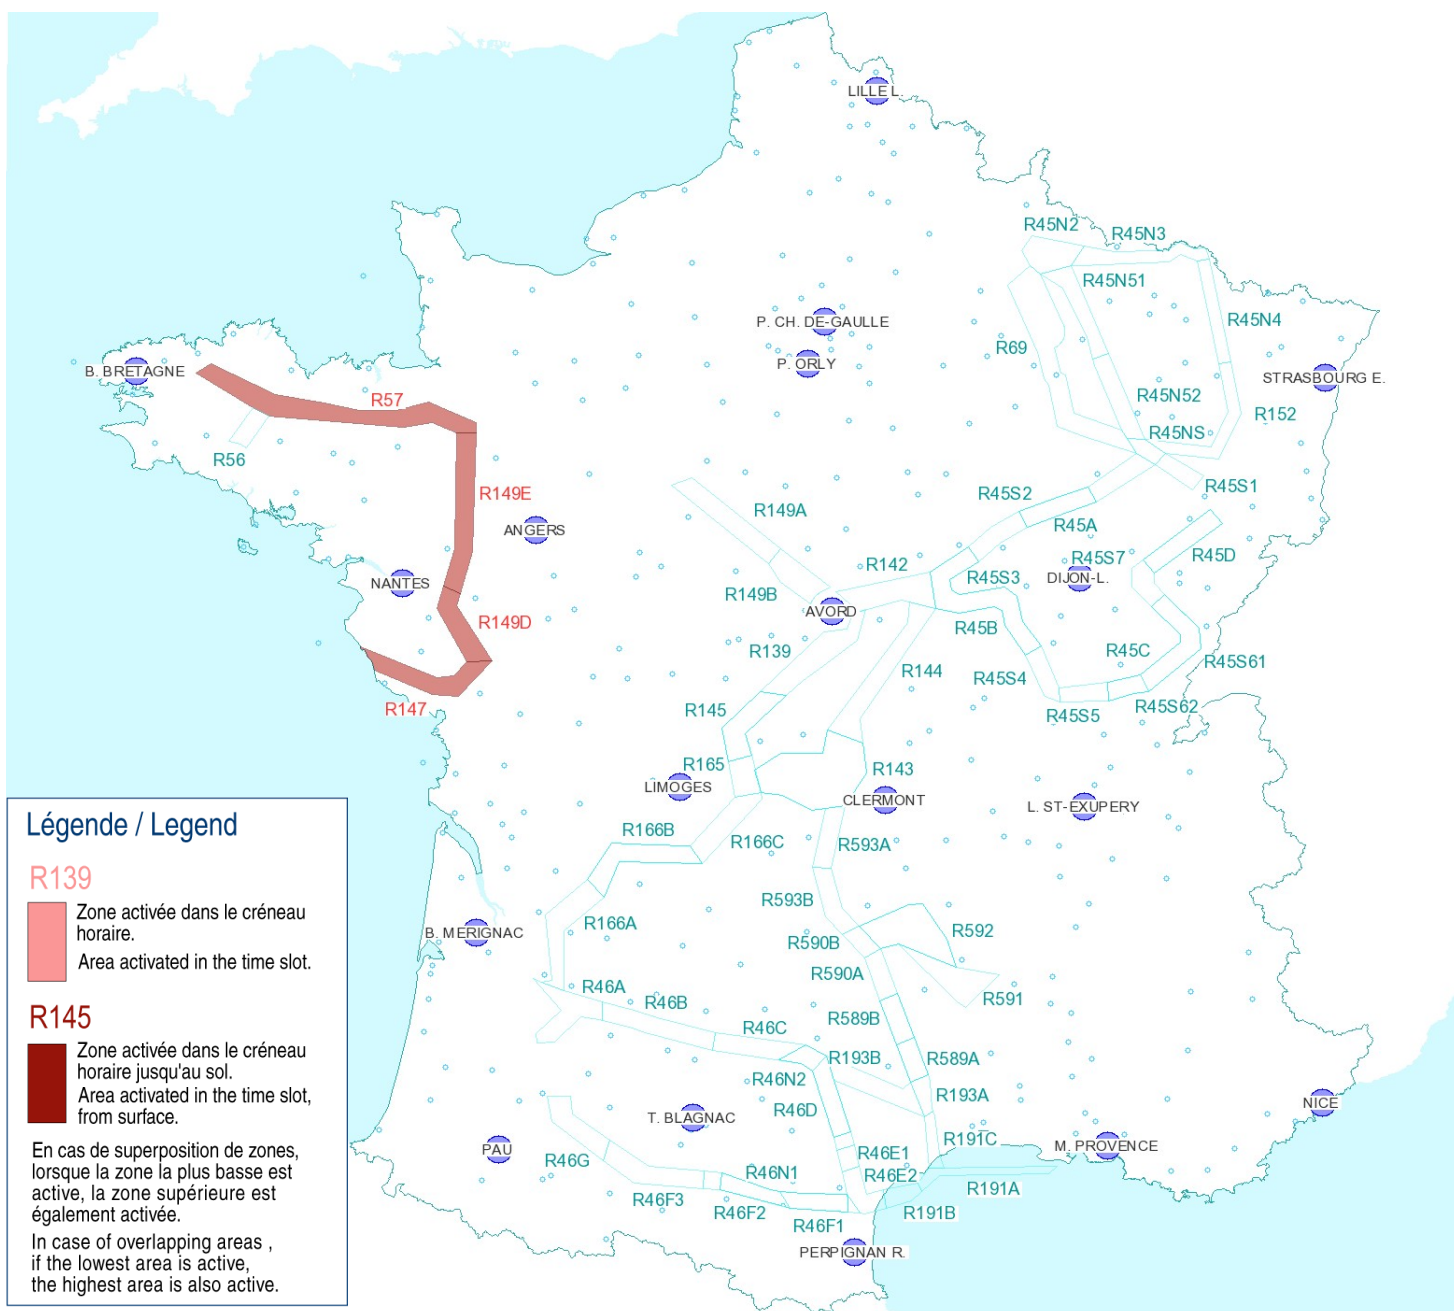 LILLE L.
R45N2
R45N3
R45N51
P. CH. DE-GAULLE
R45N4
R69
P. ORLY
B. BRETAGNE
STRASBOURG E.
R57
R45N52
R152
R45NS
R56
R149E
R45S2
R45S1
R149A
ANGERS
R45A
R45S7
R45D
R142
NANTES
R45S3
DIJON-L.
R149B
AVORD
R149D
R45B
R139
R45C
R45S61
R144
R45S4
R147
R145
R45S5
R45S62
R165
R143
LIMOGES
CLERMONT
L. ST-EXUPERY
R166B
R166C
R593A
R593B
R166A
B. MERIGNAC
R592
R590B
R590A
R46A
R46B
R591
R46C
R589B
R193B
R589A
R46N2
R193A
R46D
T. BLAGNAC
NICE
R191C
PAU
M. PROVENCE
R46E1
R46G
R46N1
R46E2
R191A
R46F3
R46F2
R191B
R46F1
PERPIGNAN R.
Légende / Legend
R139
Zone activée dans le créneau
horaire.
Area activated in the time slot.
R145
Zone activée dans le créneau
horaire jusqu'au sol.
Area activated in the time slot,
from surface.
En cas de superposition de zones,
lorsque la zone la plus basse est
active, la zone supérieure est
également activée.
In case of overlapping areas ,
if the lowest area is active,
the highest area is also active.